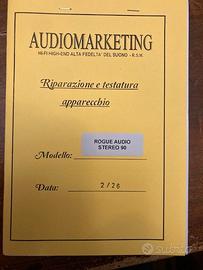 AUDIOMARKETING
HI-FI HIGH-END ALTA FEDELTA' DEL SUONO - R.S.M.
Riparazione e testatura
apparecchio
ROGUE AUDIO
STEREO 90
Modello:
Data: 2/26
Subito